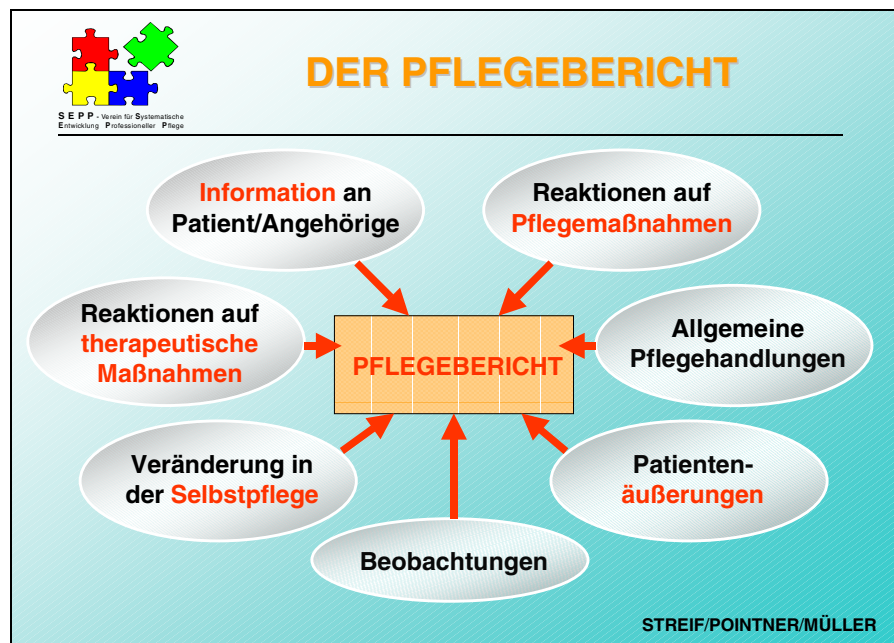 DER PFLEGEBERICHT
S E P P - Verein für Systematische
Entwicklung Professioneller Pflege
Information an
Patient/Angehörige
Reaktionen auf
Pflegemaßnahmen
Reaktionen auf
therapeutische
Maßnahmen
PFLEGEBERICHT
Allgemeine
Pflegehandlungen
Veränderung in
der Selbstpflege
Patienten-
äußerungen
Beobachtungen
STREIF/POINTNER/MÜLLER